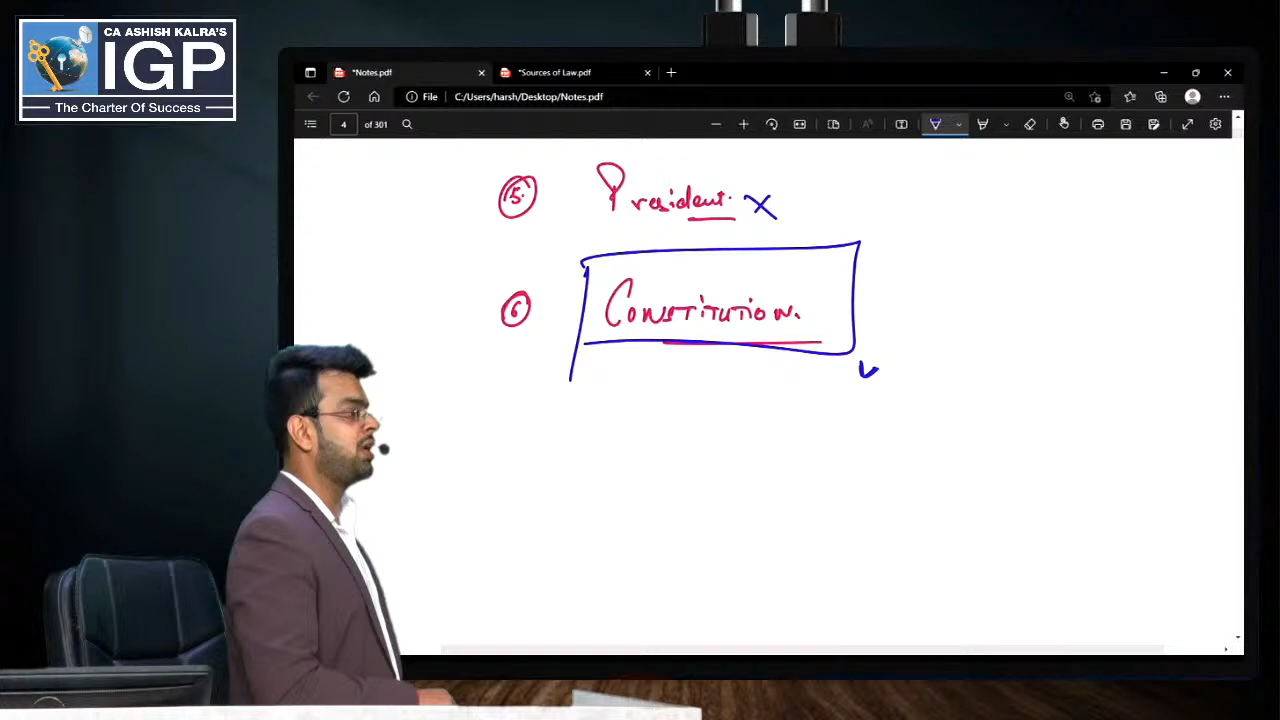 CA ASHISH KALRA'S
IGP
The Charter Of Success
*Notes.pdf
*Sources of Law.pdf
File
C:/Users/harsh/Desktop/Notes.pdf
4 of 301
5. President. X
6 Constitution.